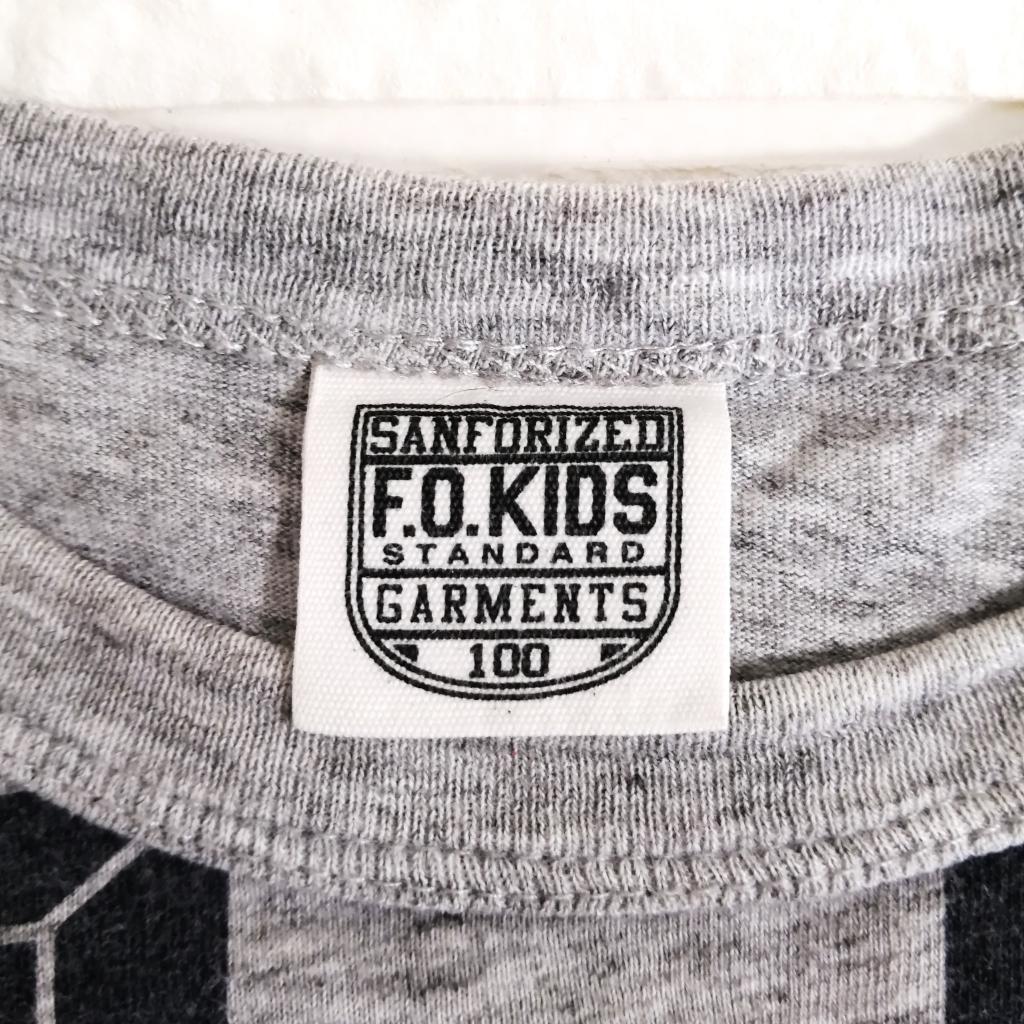 SANFORIZED
F.O.KIDS
STANDARD
GARMENTS
100